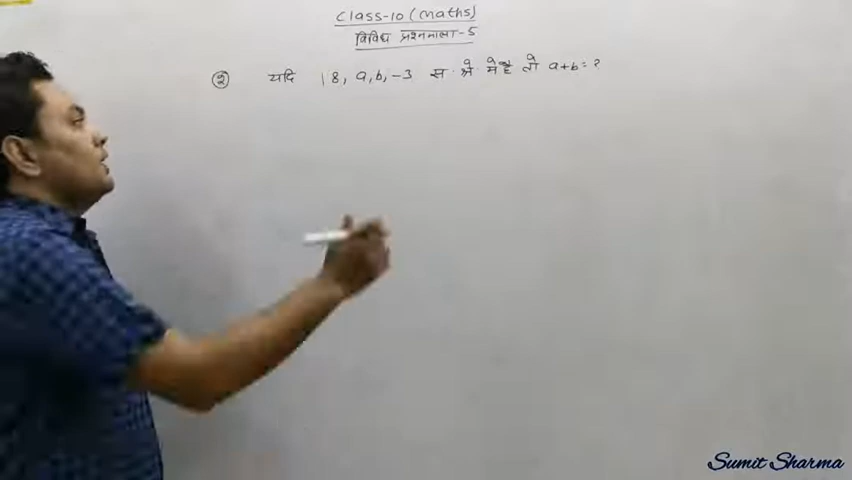 Class-10 (Maths)
विविध प्रश्नमाला-5
② यदि 18, a, b, -3 स. श्रे. में है तो a+b = ?
Sumit Sharma